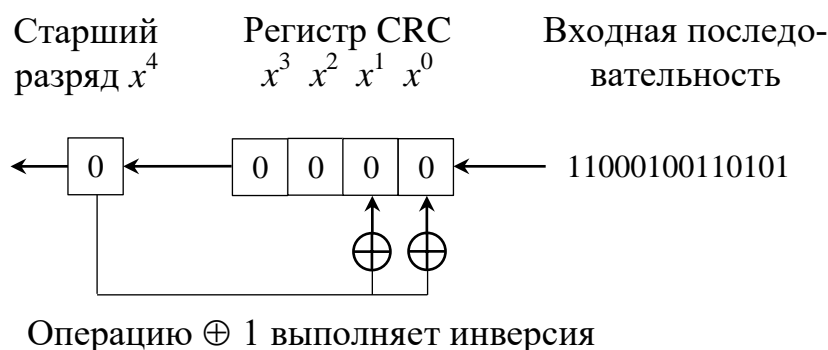 Старший Регистр CRC Входная последо-
разряд x⁴ x³ x² x¹ x⁰ вательность
0 0 0 0 0 11000100110101
Операцию ⊕ 1 выполняет инверсия